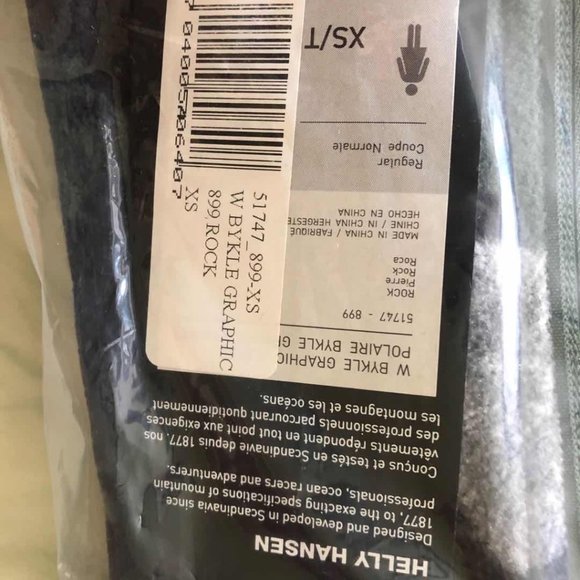 HELLY HANSEN
Designed and developed in Scandinavia since
1877, to the exacting specifications of mountain
professionals, ocean racers and adventurers.
Conçus et testés en Scandinavie depuis 1877, nos
vêtements répondent en tout point aux exigences
des professionnels parcourant quotidiennement
les montagnes et les océans.
W BYKLE GRAPHIC
POLAIRE BYKLE
51747 - 899
ROCK
Pierre
Rock
Roca
MADE IN CHINA / FABRIQUÉ
CHINE / IN CHINA HERGESTE
HECHO EN CHINA
Regular
Coupe Normale
XS/T
51747_899-XS
W BYKLE GRAPHIC
899, ROCK
XS